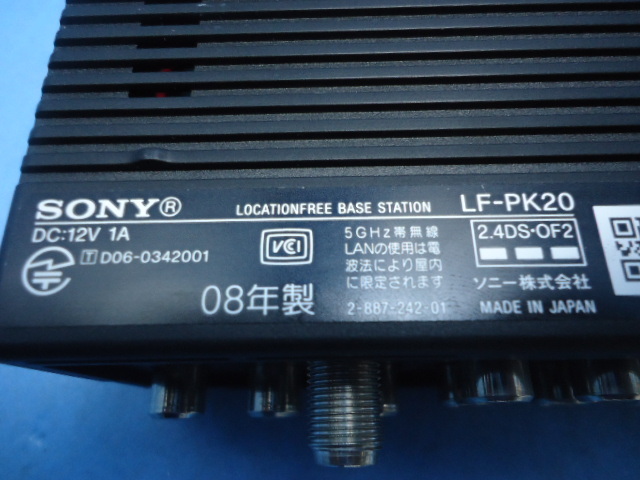 SONY® LOCATIONFREE BASE STATION LF-PK20
DC:12V 1A
T D06-0342001
VCI
5GHz帯無線
LANの使用は電
波法により屋内
に限定されます
2.4DS・OF2
ソニー株式会社
08年製
2-887-242-01
MADE IN JAPAN